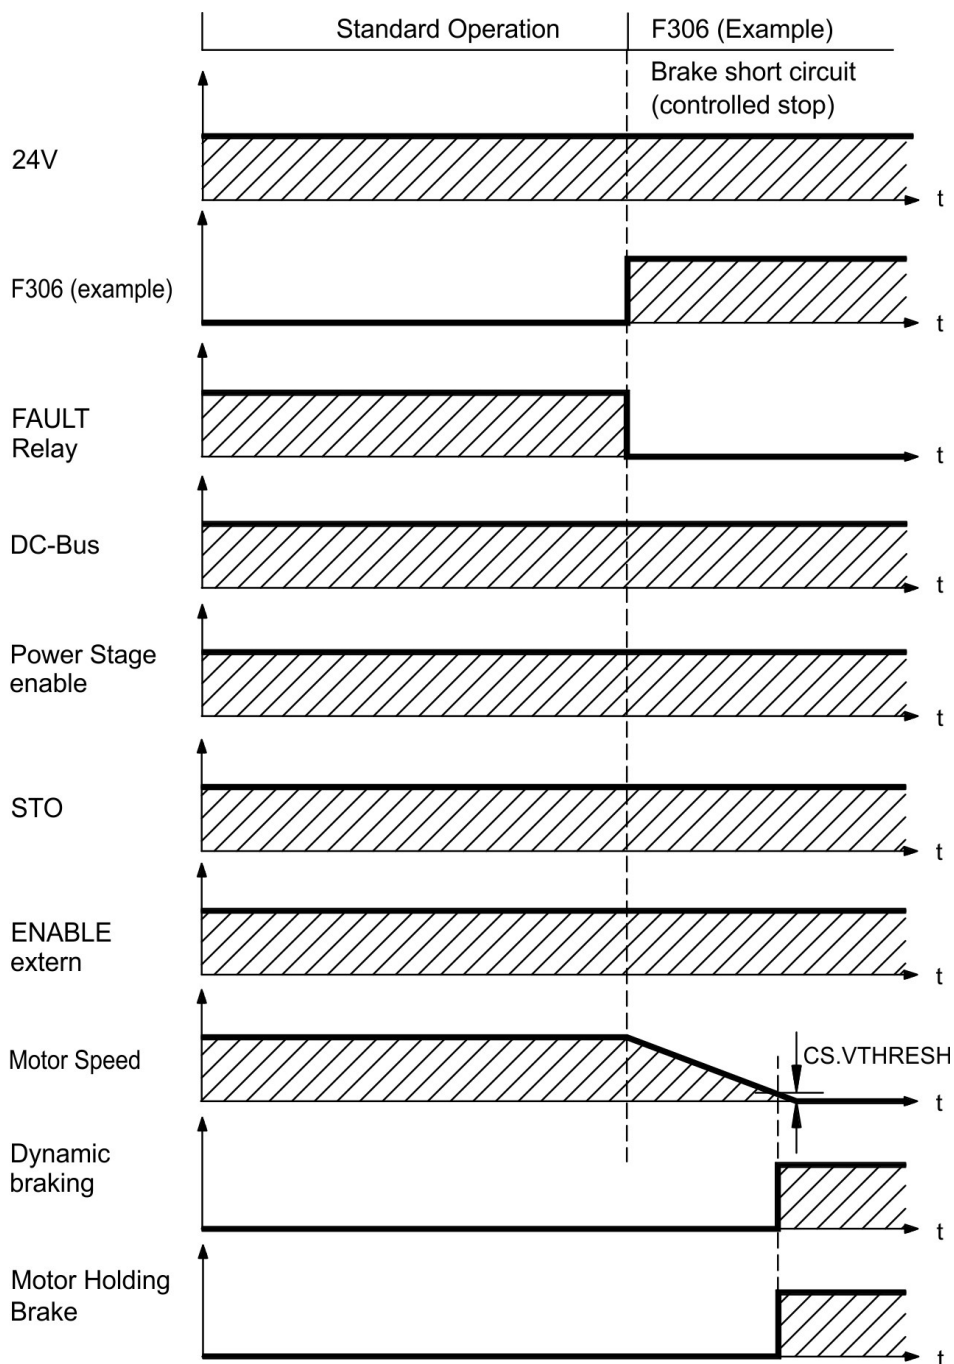 Standard Operation
F306 (Example)
Brake short circuit
(controlled stop)
24V
t
F306 (example)
t
FAULT
Relay
t
DC-Bus
t
Power Stage
enable
t
STO
t
ENABLE
extern
t
Motor Speed
CS.VTHRESH
t
Dynamic
braking
t
Motor Holding
Brake
t